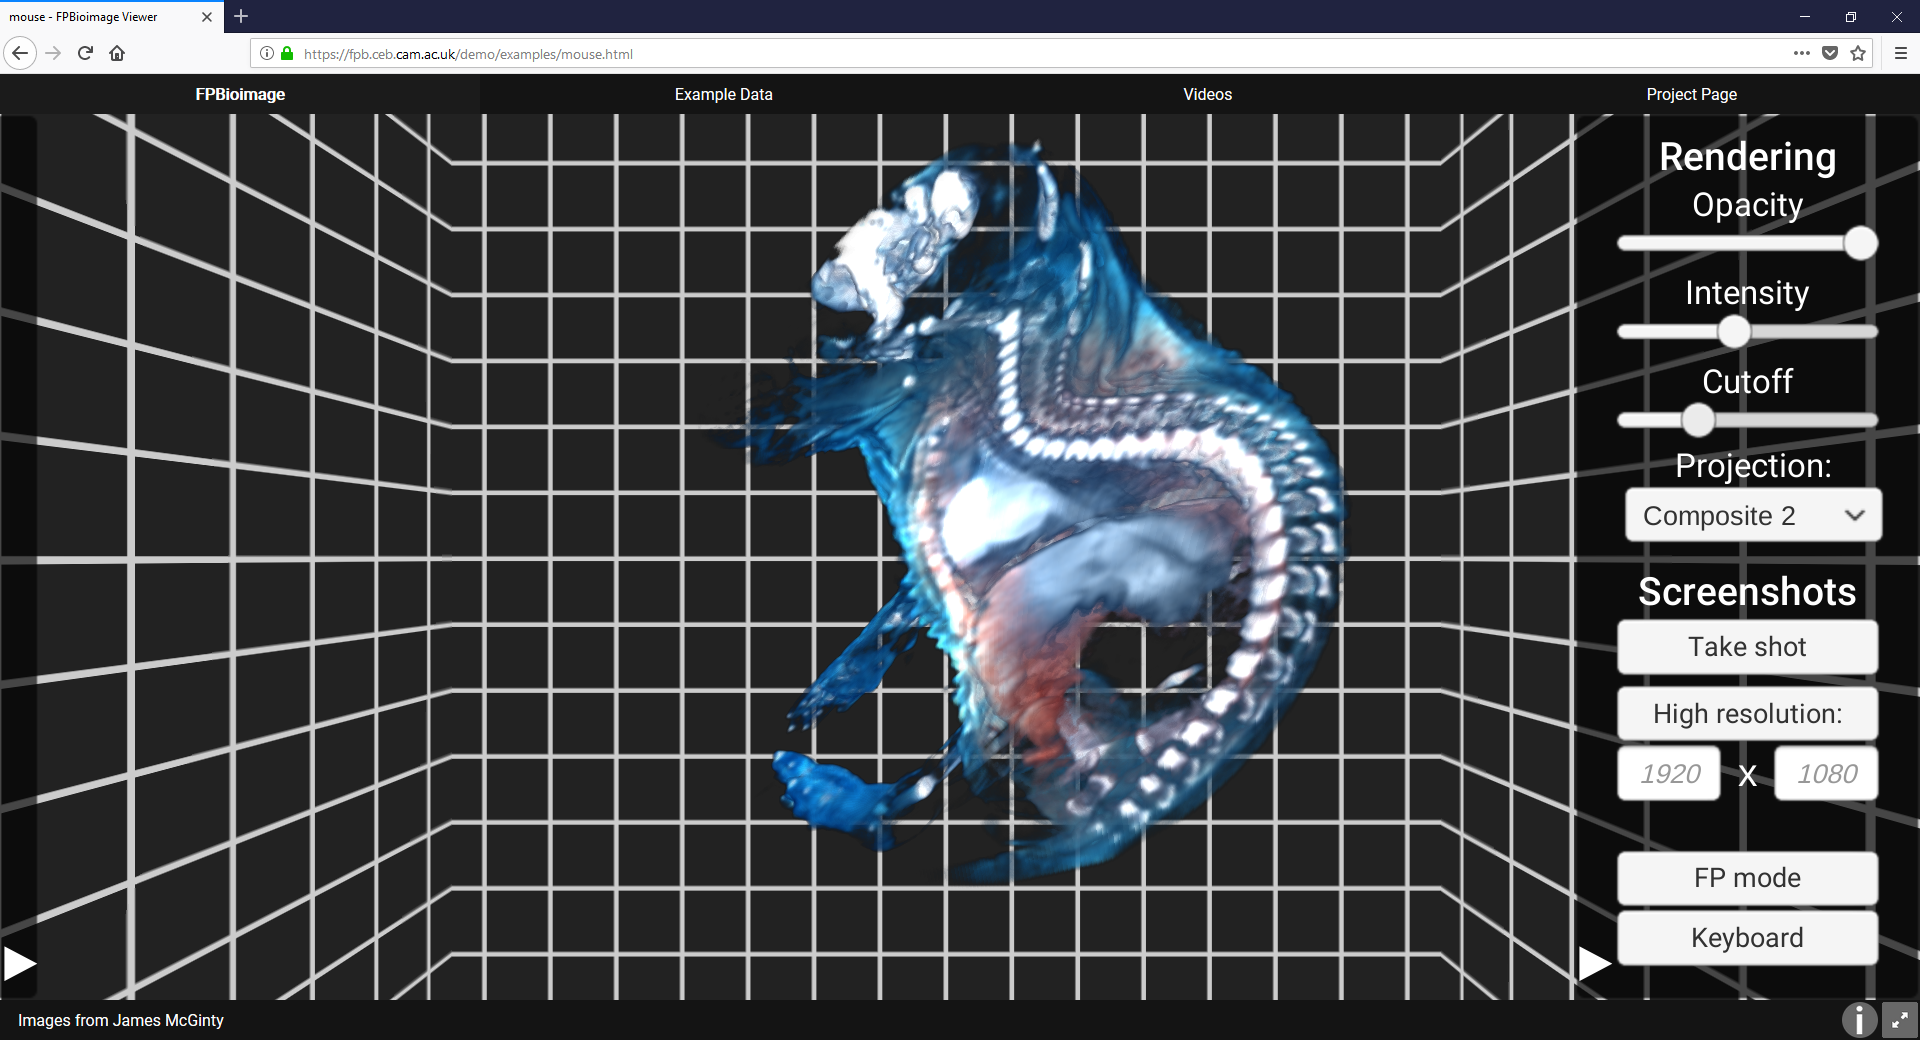 mouse - FPBioimage Viewer
https://fpb.ceb.cam.ac.uk/demo/examples/mouse.html
FPBioimage
Example Data
Videos
Project Page
Rendering
Opacity
Intensity
Cutoff
Projection:
Composite 2
Screenshots
Take shot
High resolution:
1920 X 1080
FP mode
Keyboard
Images from James McGinty